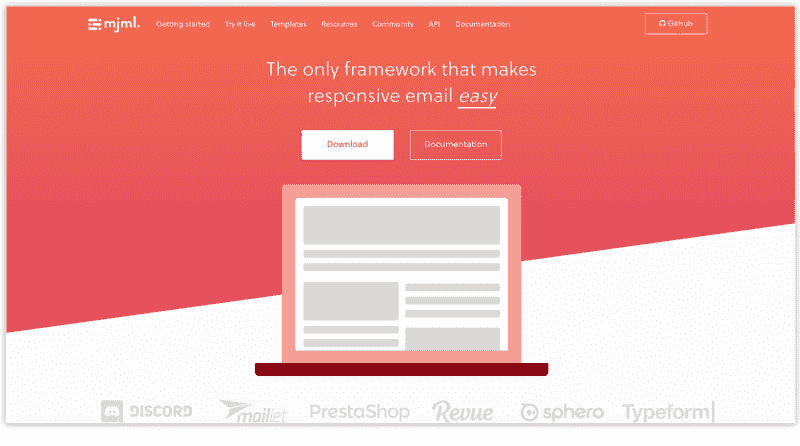 mjml. Getting started Try it live Templates Resources Community API Documentation Github
The only framework that makes
responsive email easy
Download Documentation
DISCORD mailjet PrestaShop Revue sphero Typeform